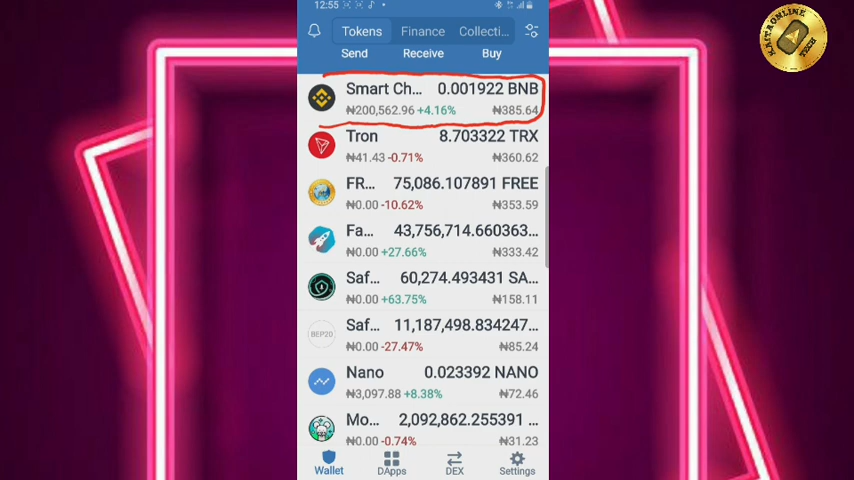 12:55
Tokens Finance Collecti...
Send Receive Buy
Smart Ch... 0.001922 BNB
₦200,562.96 +4.16% ₦385.64
Tron 8.703322 TRX
₦41.43 -0.71% ₦360.62
FR... 75,086.107891 FREE
₦0.00 -10.62% ₦353.59
Fa... 43,756,714.660363...
₦0.00 +27.66% ₦333.42
Saf... 60,274.493431 SA...
₦0.00 +63.75% ₦158.11
BEP20
Saf... 11,187,498.834247...
₦0.00 -27.47% ₦85.24
Nano 0.023392 NANO
₦3,097.88 +8.38% ₦72.46
Mo... 2,092,862.255391 ...
₦0.00 -0.74% ₦31.23
Wallet DApps DEX Settings